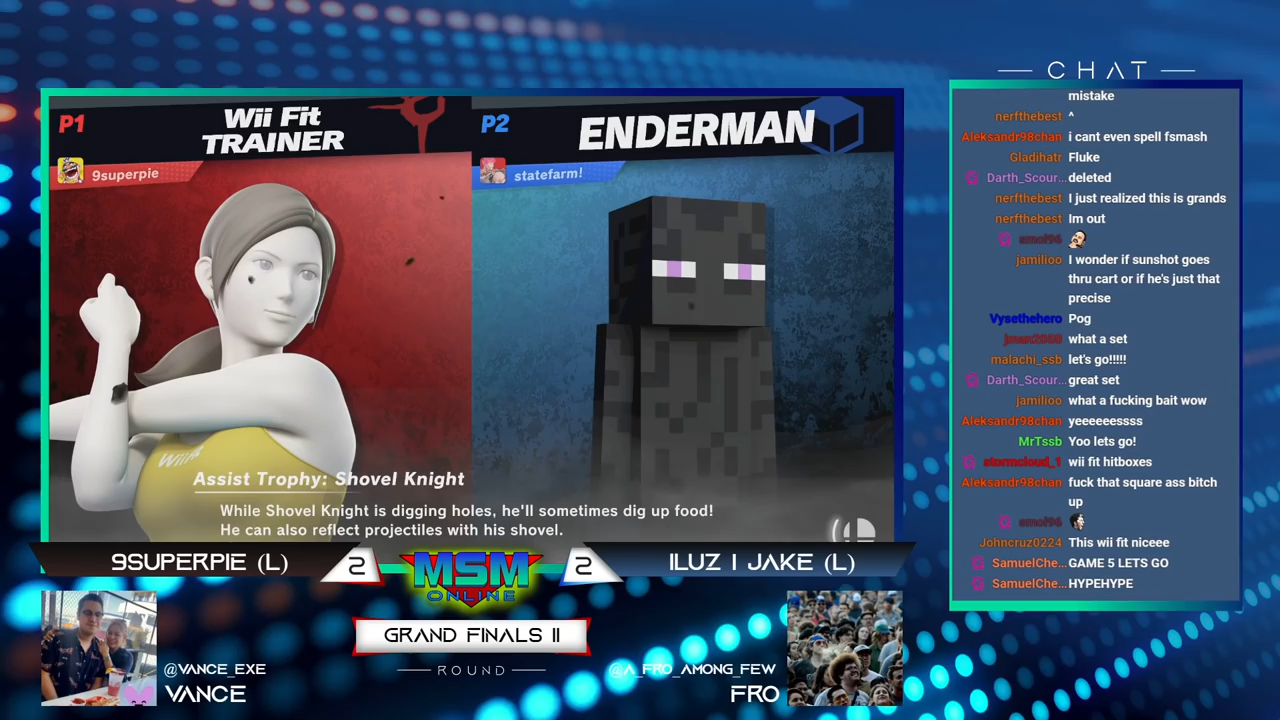 CHAT
P1
Wii Fit
TRAINER
9superpie
P2
ENDERMAN
statefarm!
Wii
Assist Trophy: Shovel Knight
While Shovel Knight is digging holes, he'll sometimes dig up food!
He can also reflect projectiles with his shovel.
9SUPERPIE (L)
2
MSM
ONLINE
2
ILUZ | JAKE (L)
GRAND FINALS II
ROUND
@VANCE_EXE
VANCE
@A_FRO_AMONG_FEW
FRO
mistake
nerfthebest ^
Aleksandr98chan i cant even spell fsmash
Gladihatr Fluke
Darth_Scour... deleted
nerfthebest I just realized this is grands
nerfthebest Im out
smol96
jamilioo I wonder if sunshot goes
thru cart or if he's just that
precise
Vysethehero Pog
jmax2000 what a set
malachi_ssb let's go!!!!!
Darth_Scour... great set
jamilioo what a fucking bait wow
Aleksandr98chan yeeeeeessss
MrTssb Yoo lets go!
stormcloud_1 wii fit hitboxes
Aleksandr98chan fuck that square ass bitch
up
smol96
Johncruz0224 This wii fit niceee
SamuelChe... GAME 5 LETS GO
SamuelChe... HYPEHYPE